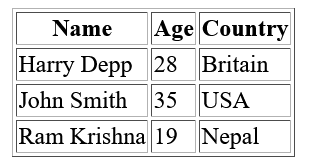 Name Age Country
Harry Depp 28 Britain
John Smith 35 USA
Ram Krishna 19 Nepal